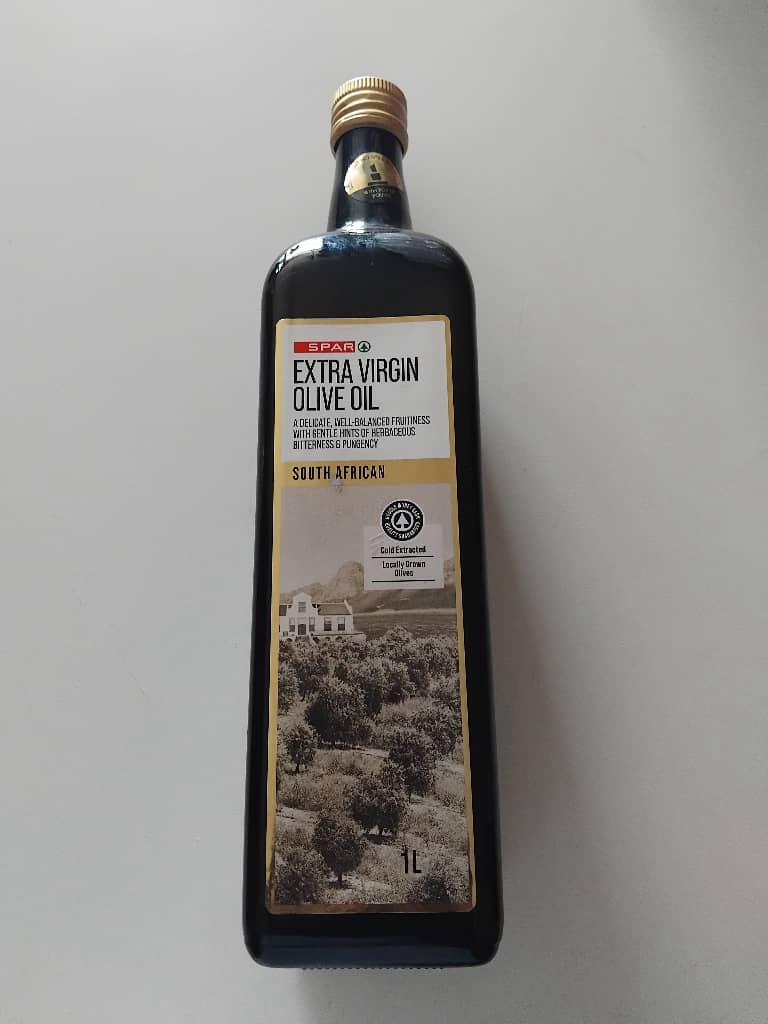 SPAR
EXTRA VIRGIN
OLIVE OIL
A DELICATE, WELL-BALANCED FRUITINESS
WITH GENTLE HINTS OF HERBACEOUS
BITTERNESS & PUNGENCY
SOUTH AFRICAN
Cold Extracted
Locally Grown
Olives
1L